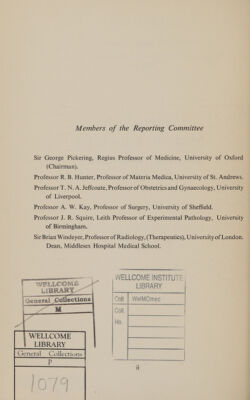 Members of the Reporting Committee
Sir George Pickering, Regius Professor of Medicine, University of Oxford
(Chairman).
Professor R. B. Hunter, Professor of Materia Medica, University of St. Andrews.
Professor T. N. A. Jeffcoate, Professor of Obstetrics and Gynaecology, University
of Liverpool.
Professor A. W. Kay, Professor of Surgery, University of Sheffield.
Professor J. R. Squire, Leith Professor of Experimental Pathology, University
of Birmingham.
Sir Brian Windeyer, Professor of Radiology, (Therapeutics), University of London.
Dean, Middlesex Hospital Medical School.
WELLCOME
LIBRARY
General Collections
M
WELLCOME INSTITUTE
LIBRARY
Coll. WelMOmec
Coll.
No.
WELLCOME
LIBRARY
General Collections
P
1079
ii